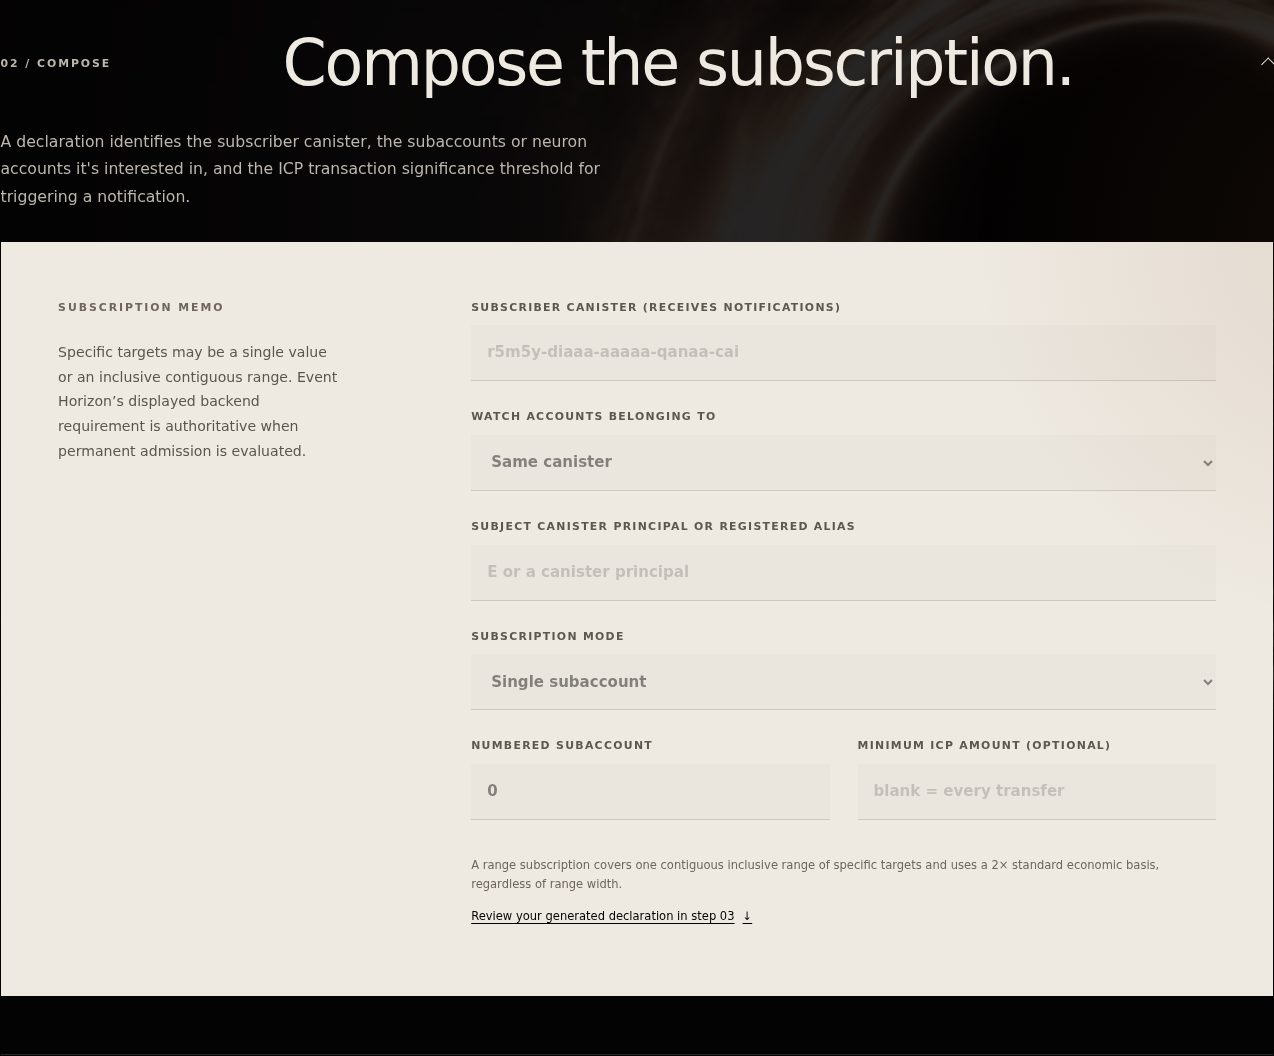 02 / COMPOSE
Compose the subscription.
A declaration identifies the subscriber canister, the subaccounts or neuron
accounts it's interested in, and the ICP transaction significance threshold for
triggering a notification.
SUBSCRIPTION MEMO
Specific targets may be a single value
or an inclusive contiguous range. Event
Horizon’s displayed backend
requirement is authoritative when
permanent admission is evaluated.
SUBSCRIBER CANISTER (RECEIVES NOTIFICATIONS)
r5m5y-diaaa-aaaaa-qanaa-cai
WATCH ACCOUNTS BELONGING TO
Same canister
SUBJECT CANISTER PRINCIPAL OR REGISTERED ALIAS
E or a canister principal
SUBSCRIPTION MODE
Single subaccount
NUMBERED SUBACCOUNT
0
MINIMUM ICP AMOUNT (OPTIONAL)
blank = every transfer
A range subscription covers one contiguous inclusive range of specific targets and uses a 2× standard economic basis,
regardless of range width.
Review your generated declaration in step 03 ↓